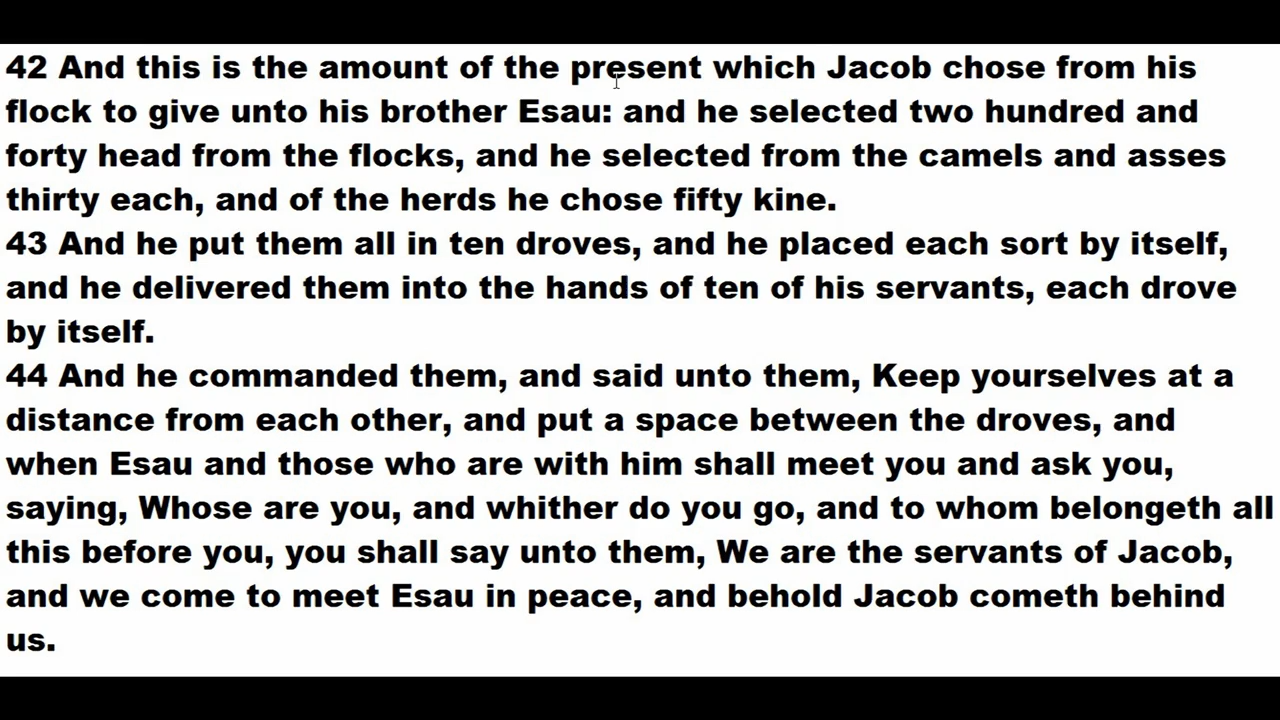 42 And this is the amount of the present which Jacob chose from his
flock to give unto his brother Esau: and he selected two hundred and
forty head from the flocks, and he selected from the camels and asses
thirty each, and of the herds he chose fifty kine.
43 And he put them all in ten droves, and he placed each sort by itself,
and he delivered them into the hands of ten of his servants, each drove
by itself.
44 And he commanded them, and said unto them, Keep yourselves at a
distance from each other, and put a space between the droves, and
when Esau and those who are with him shall meet you and ask you,
saying, Whose are you, and whither do you go, and to whom belongeth all
this before you, you shall say unto them, We are the servants of Jacob,
and we come to meet Esau in peace, and behold Jacob cometh behind
us.